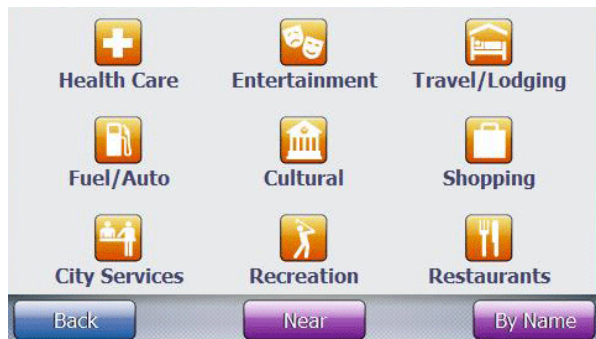 Health Care Entertainment Travel/Lodging
Fuel/Auto Cultural Shopping
City Services Recreation Restaurants
Back Near By Name